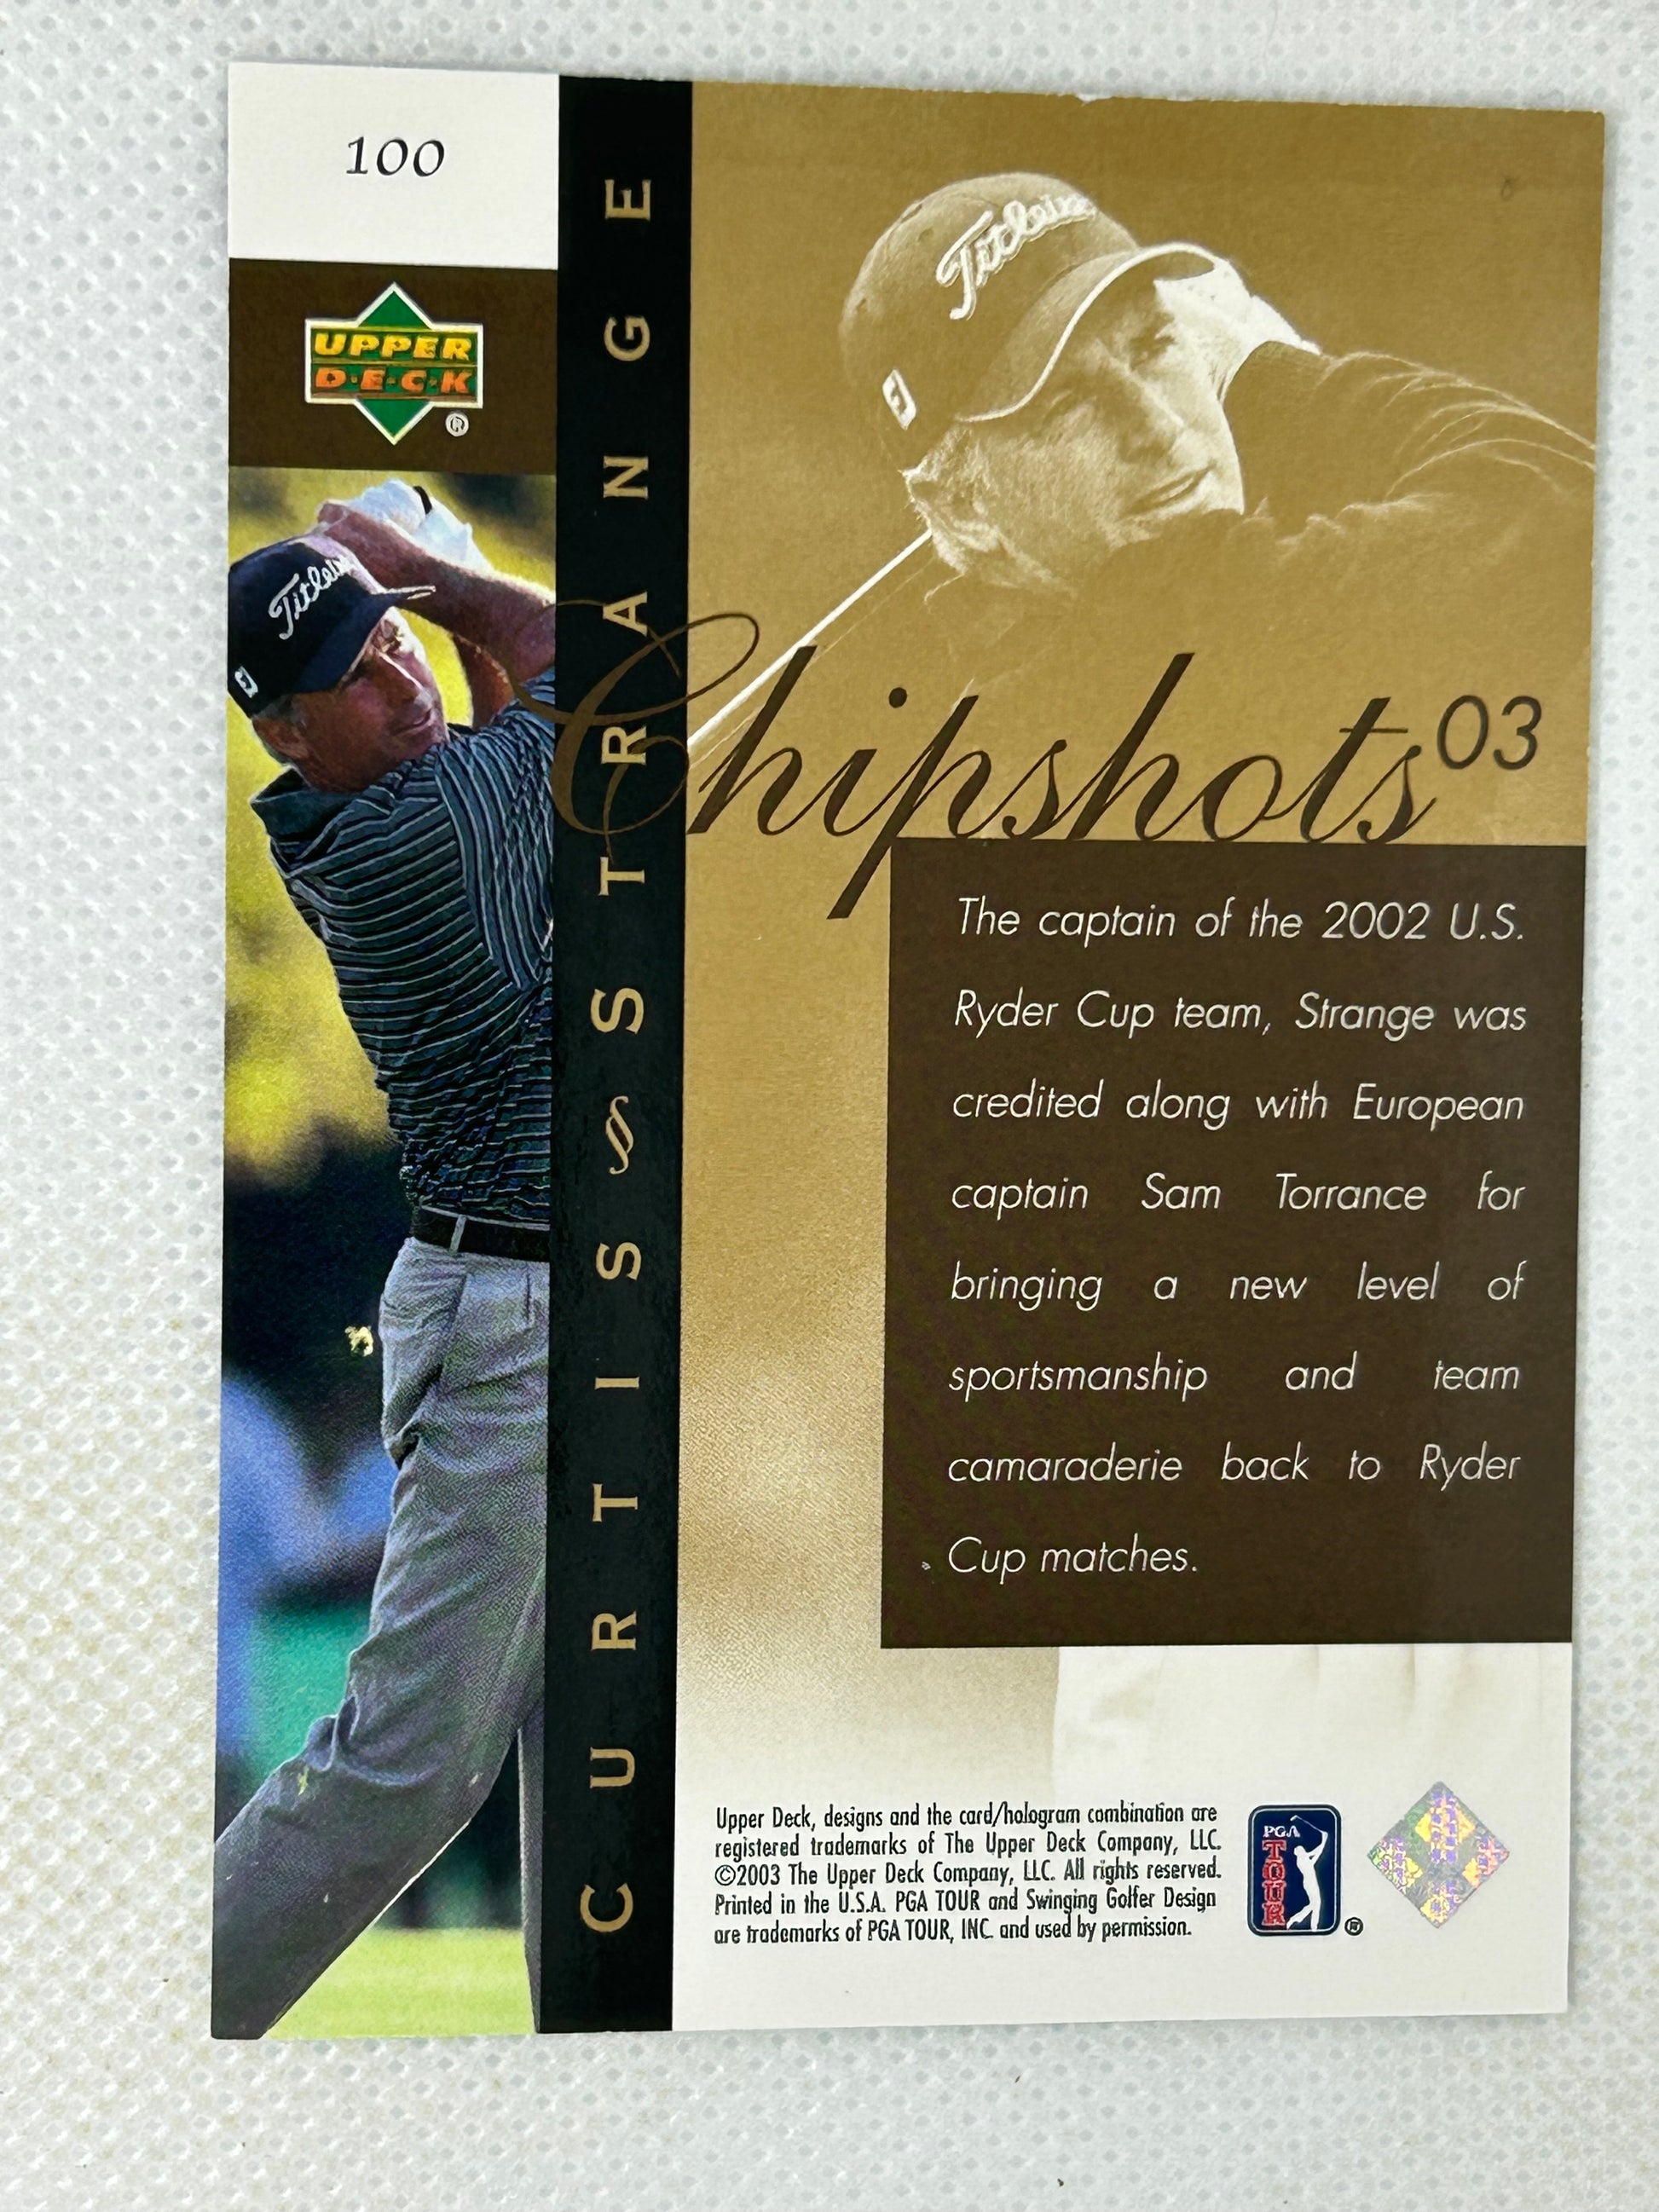 100
UPPER
D·E·C·K
®
CURTIS § STRANGE
Titleist
Titleist
Chipshots 03
The captain of the 2002 U.S.
Ryder Cup team, Strange was
credited along with European
captain Sam Torrance for
bringing a new level of
sportsmanship and team
camaraderie back to Ryder
Cup matches.
Upper Deck, designs and the card/hologram combination are
registered trademarks of The Upper Deck Company, LLC.
©2003 The Upper Deck Company, LLC. All rights reserved.
Printed in the U.S.A. PGA TOUR and Swinging Golfer Design
are trademarks of PGA TOUR, INC. and used by permission.
PGA
TOUR
®